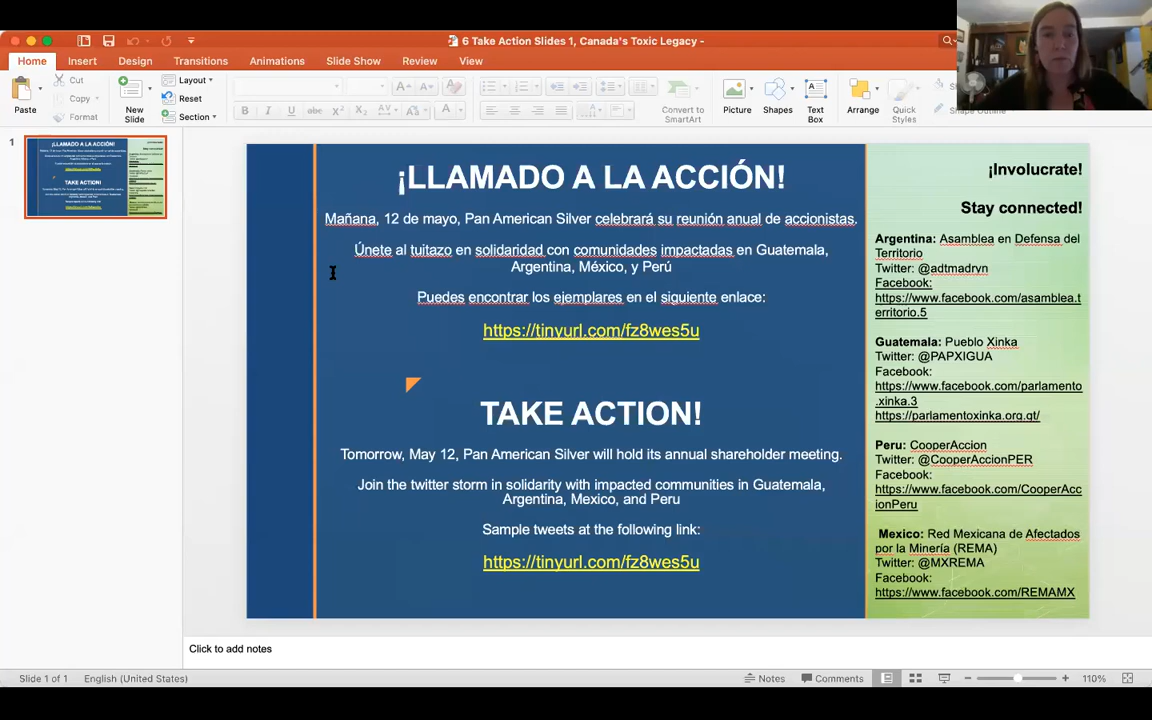 6 Take Action Slides 1, Canada's Toxic Legacy -
Home Insert Design Transitions Animations Slide Show Review View
Paste
Cut
Copy
Format
New Slide
Layout
Reset
Section
B I U abc X² X₂ AV Aa
A
Convert to SmartArt
Picture
Shapes
Text Box
Arrange
Quick Styles
Shape Outline
1
¡LLAMADO A LA ACCIÓN!
Mañana, 12 de mayo, Pan American Silver celebrará su reunión anual de accionistas.
Únete al tuitazo en solidaridad con comunidades impactadas en Guatemala,
Argentina, México, y Perú
Puedes encontrar los ejemplares en el siguiente enlace:
https://tinyurl.com/fz8wes5u
TAKE ACTION!
Tomorrow, May 12, Pan American Silver will hold its annual shareholder meeting.
Join the twitter storm in solidarity with impacted communities in Guatemala,
Argentina, Mexico, and Peru
Sample tweets at the following link:
https://tinyurl.com/fz8wes5u
¡Involucrate!
Stay connected!
Argentina: Asamblea en Defensa del
Territorio
Twitter: @adtmadryn
Facebook:
https://www.facebook.com/asamblea.t
erritorio.5
Guatemala: Pueblo Xinka
Twitter: @PAPXIGUA
Facebook:
https://www.facebook.com/parlamento
.xinka.3
https://parlamentoxinka.org.gt/
Peru: CooperAccion
Twitter: @CooperAccionPER
Facebook:
https://www.facebook.com/CooperAcc
ionPeru
Mexico: Red Mexicana de Afectados
por la Minería (REMA)
Twitter: @MXREMA
Facebook:
https://www.facebook.com/REMAMX
Click to add notes
Slide 1 of 1 English (United States) Notes Comments 110%